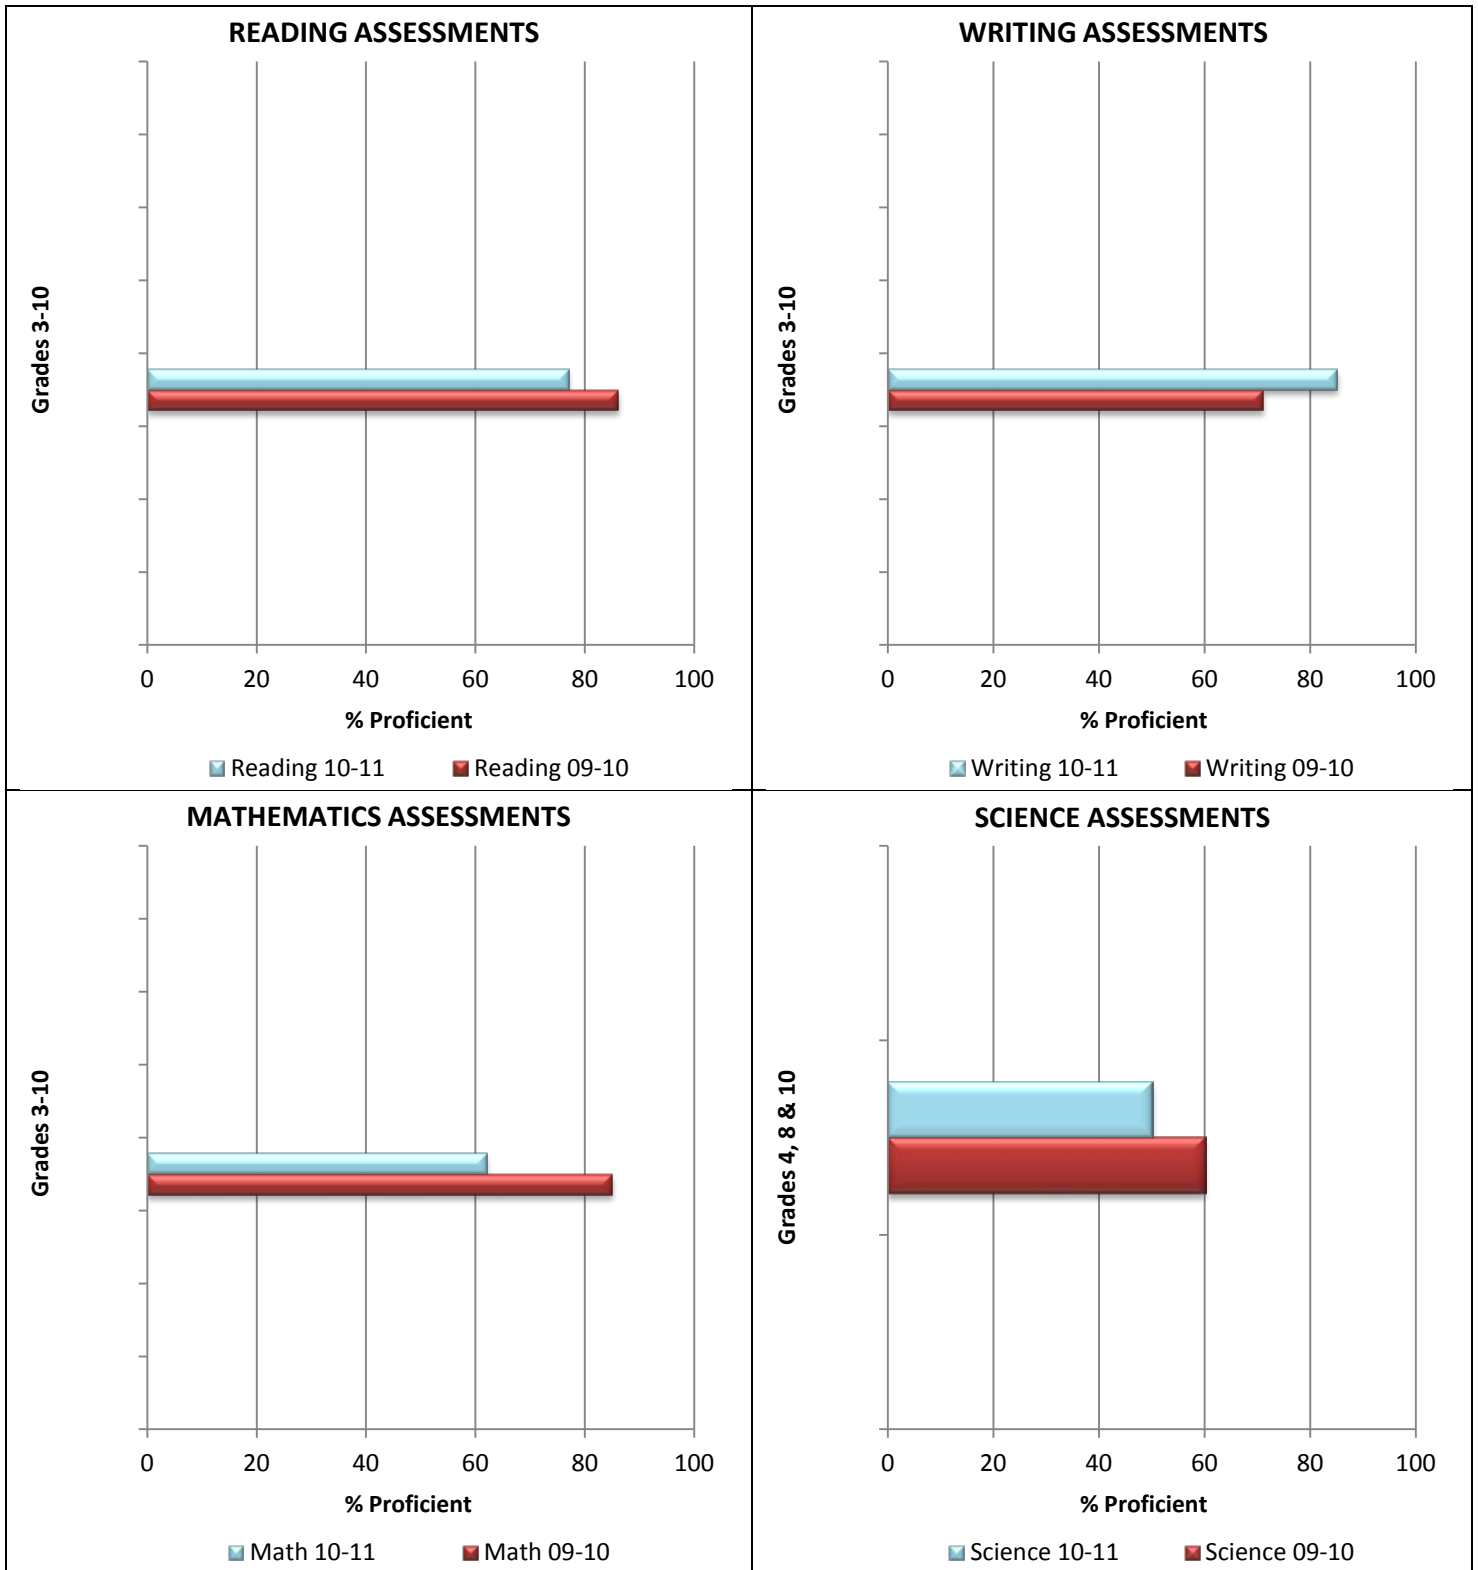 READING ASSESSMENTS
Grades 3-10
0 20 40 60 80 100
% Proficient
Reading 10-11 Reading 09-10
WRITING ASSESSMENTS
Grades 3-10
0 20 40 60 80 100
% Proficient
Writing 10-11 Writing 09-10
MATHEMATICS ASSESSMENTS
Grades 3-10
0 20 40 60 80 100
% Proficient
Math 10-11 Math 09-10
SCIENCE ASSESSMENTS
Grades 4, 8 & 10
0 20 40 60 80 100
% Proficient
Science 10-11 Science 09-10